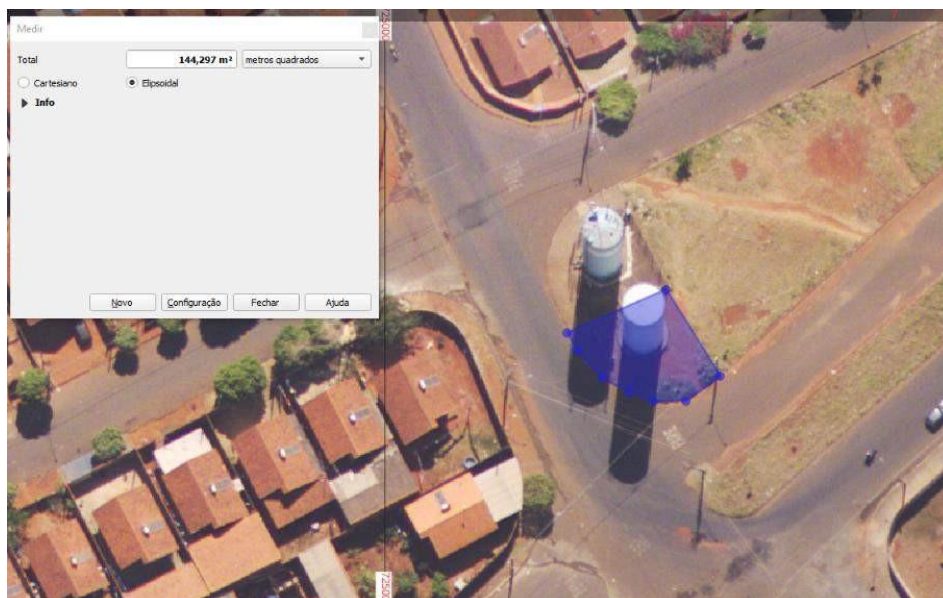 Medir
Total 144,297 m² metros quadrados
Cartesiano Elipsoidal
Info
Novo Configuração Fechar Ajuda